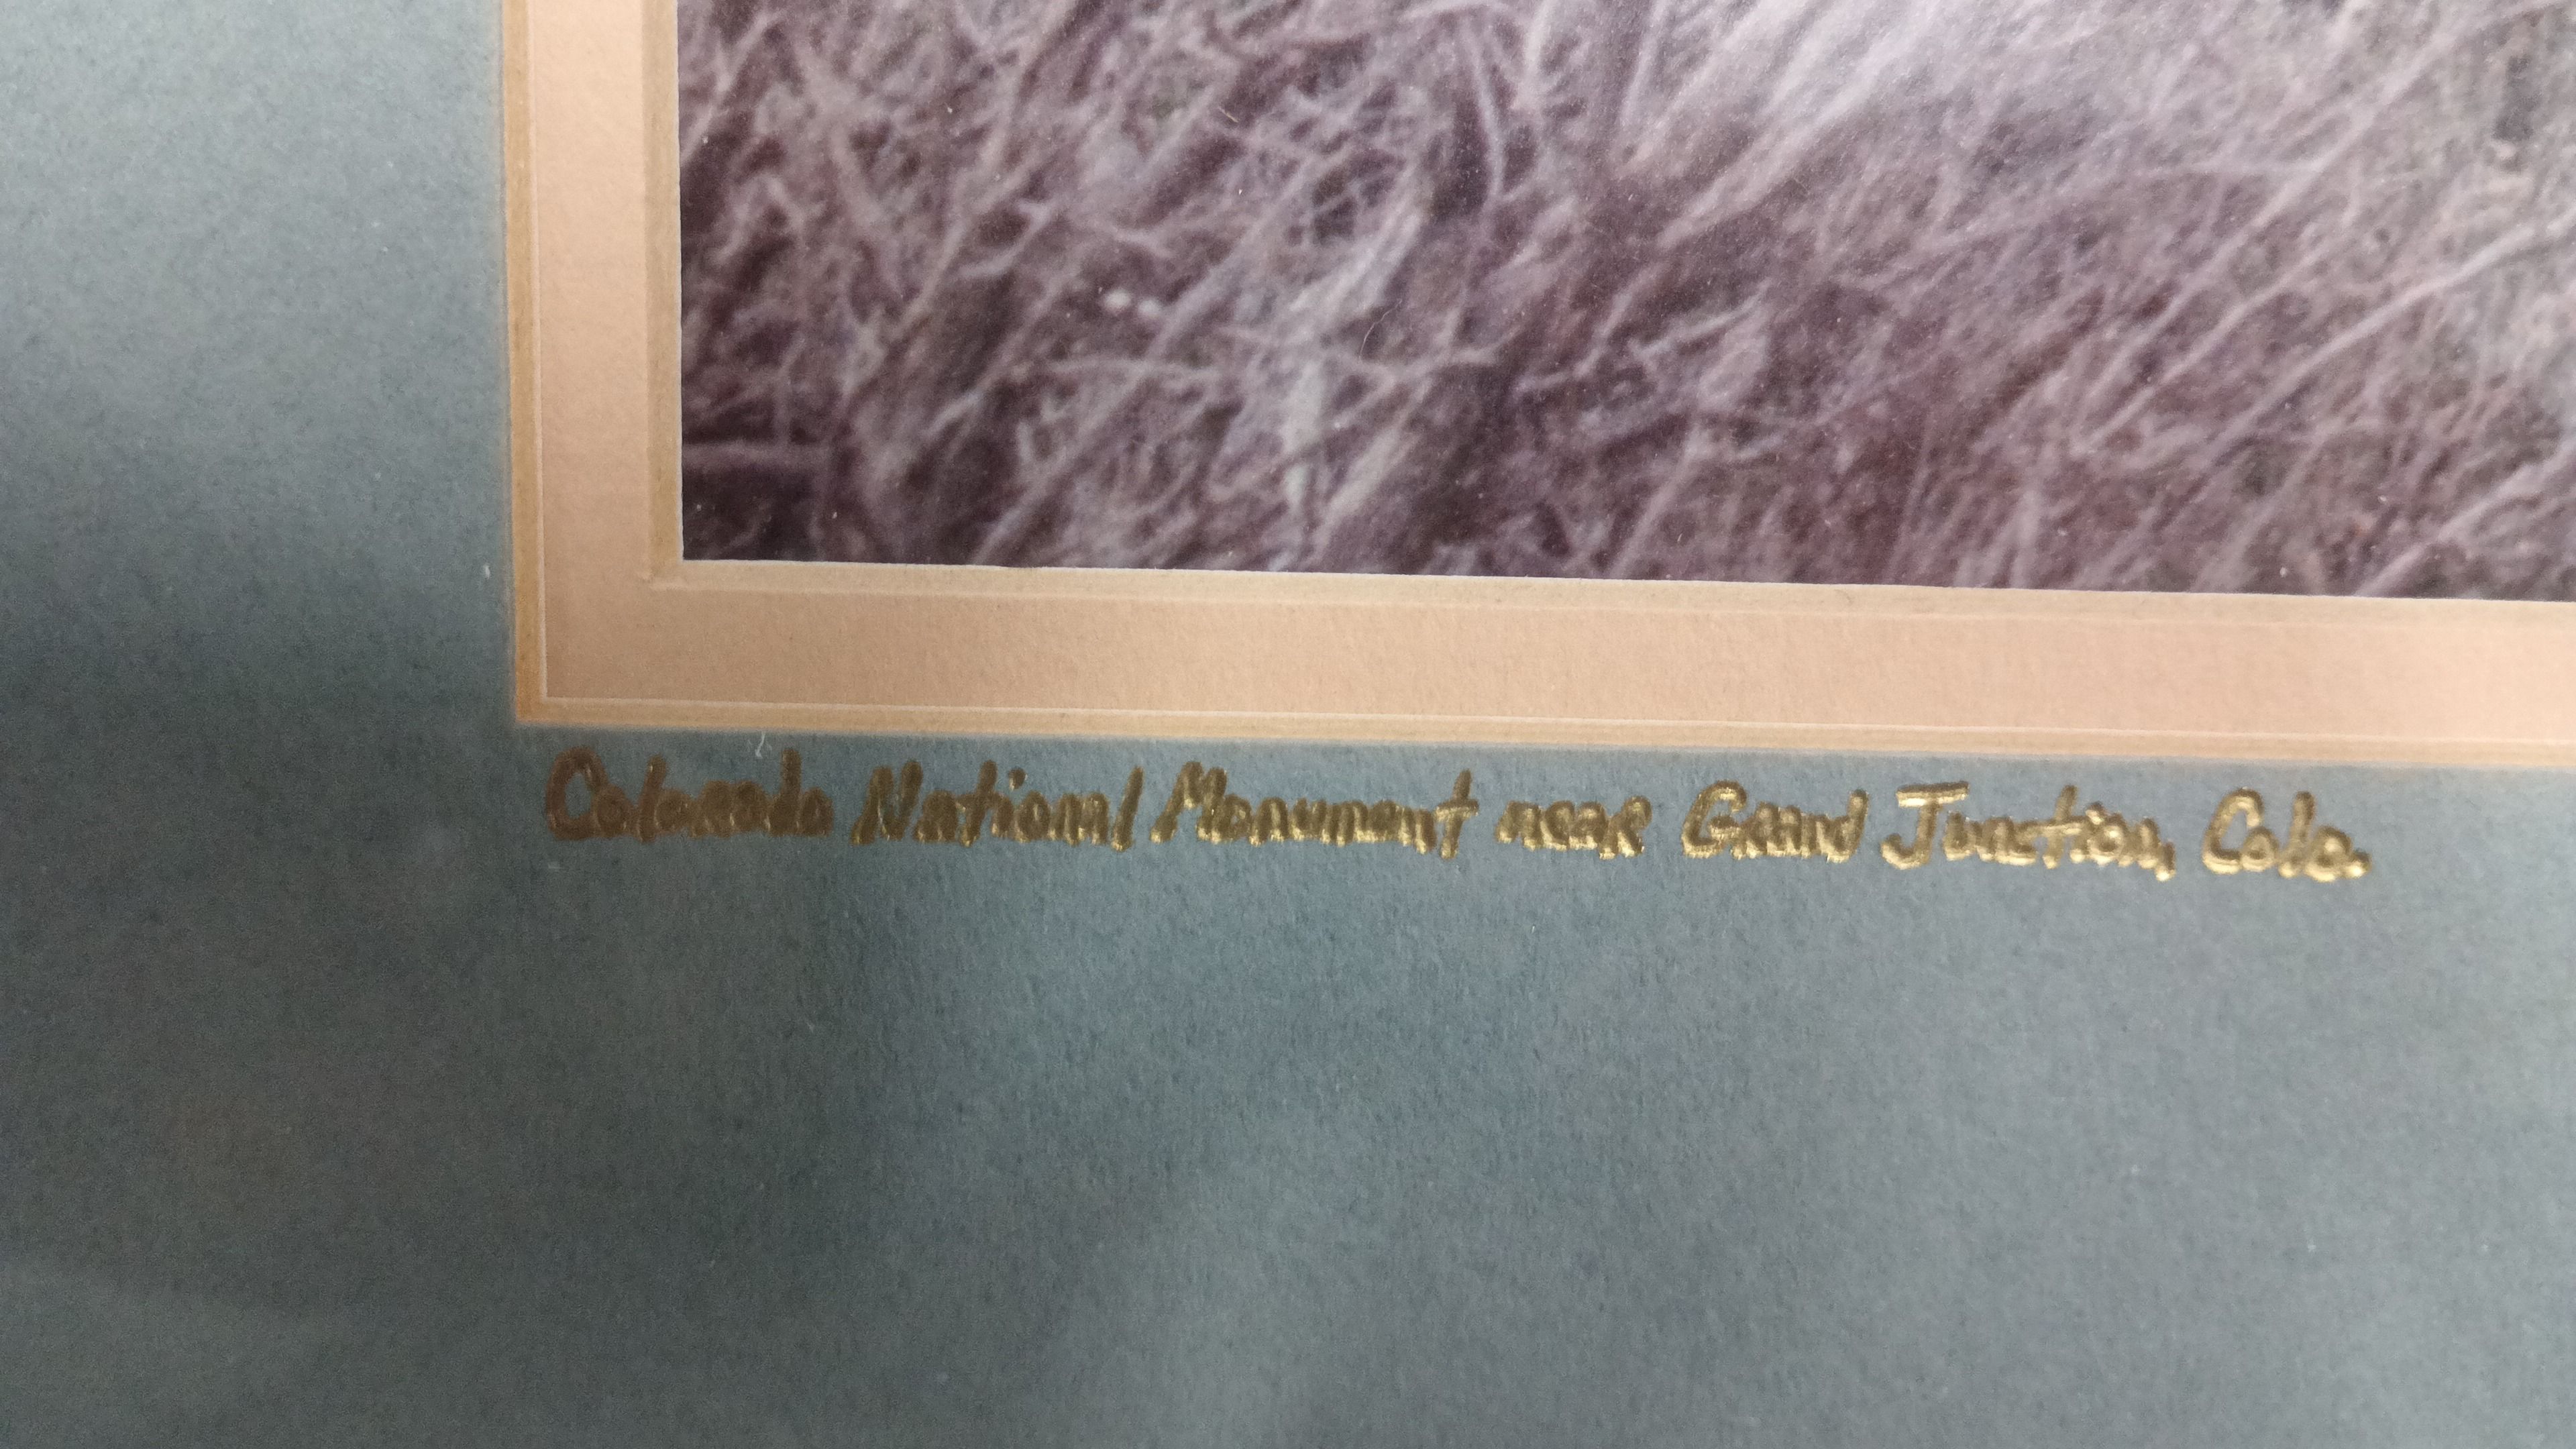 Colorado National Monument near Grand Junction, Colo.